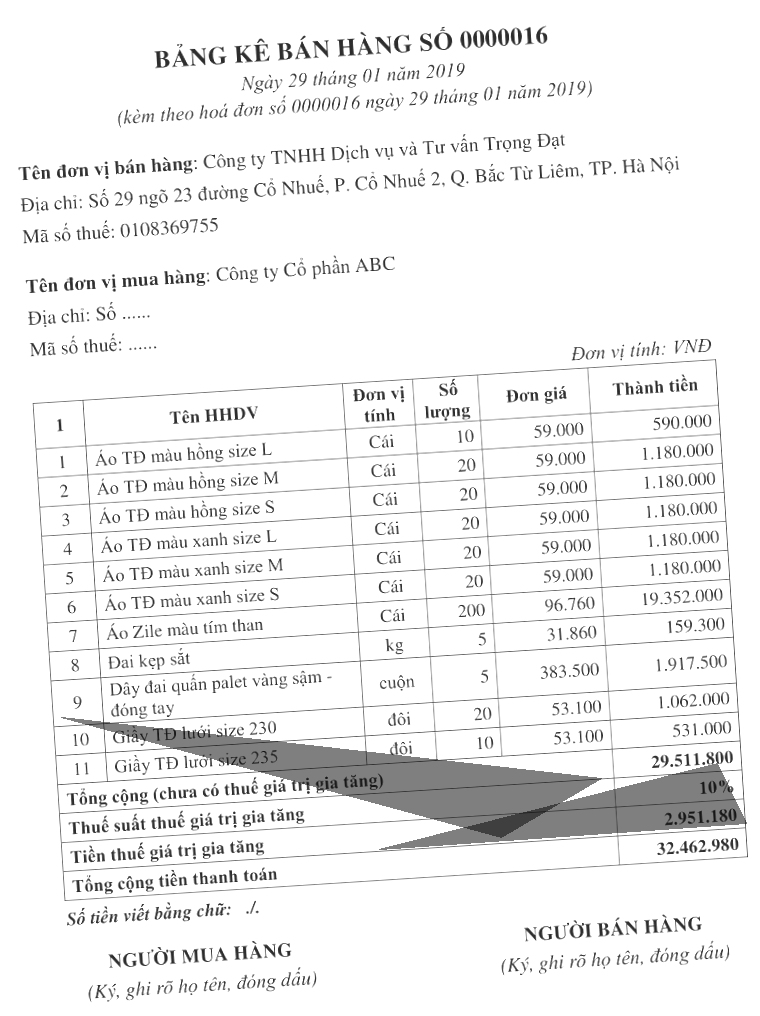 BẢNG KÊ BÁN HÀNG SỐ 0000016
Ngày 29 tháng 01 năm 2019
(kèm theo hoá đơn số 0000016 ngày 29 tháng 01 năm 2019)
Tên đơn vị bán hàng: Công ty TNHH Dịch vụ và Tư vấn Trọng Đạt
Địa chỉ: Số 29 ngõ 23 đường Cổ Nhuế, P. Cổ Nhuế 2, Q. Bắc Từ Liêm, TP. Hà Nội
Mã số thuế: 0108369755
Tên đơn vị mua hàng: Công ty Cổ phần ABC
Địa chỉ: Số ......
Mã số thuế: ......
Đơn vị tính: VNĐ
1 Tên HHDV Đơn vị tính Số lượng Đơn giá Thành tiền
1 Áo TĐ màu hồng size L Cái 10 59.000 590.000
2 Áo TĐ màu hồng size M Cái 20 59.000 1.180.000
3 Áo TĐ màu hồng size S Cái 20 59.000 1.180.000
4 Áo TĐ màu xanh size L Cái 20 59.000 1.180.000
5 Áo TĐ màu xanh size M Cái 20 59.000 1.180.000
6 Áo TĐ màu xanh size S Cái 20 59.000 1.180.000
7 Áo Zile màu tím than Cái 200 96.760 19.352.000
8 Đai kẹp sắt kg 5 31.860 159.300
9 Dây đai quấn palet vàng sậm - đóng tay cuộn 5 383.500 1.917.500
10 Giầy TĐ lưới size 230 đôi 20 53.100 1.062.000
11 Giầy TĐ lưới size 235 đôi 10 53.100 531.000
Tổng cộng (chưa có thuế giá trị gia tăng) 29.511.800
Thuế suất thuế giá trị gia tăng 10%
Tiền thuế giá trị gia tăng 2.951.180
Tổng cộng tiền thanh toán 32.462.980
Số tiền viết bằng chữ: ./.
NGƯỜI MUA HÀNG NGƯỜI BÁN HÀNG
(Ký, ghi rõ họ tên, đóng dấu) (Ký, ghi rõ họ tên, đóng dấu)